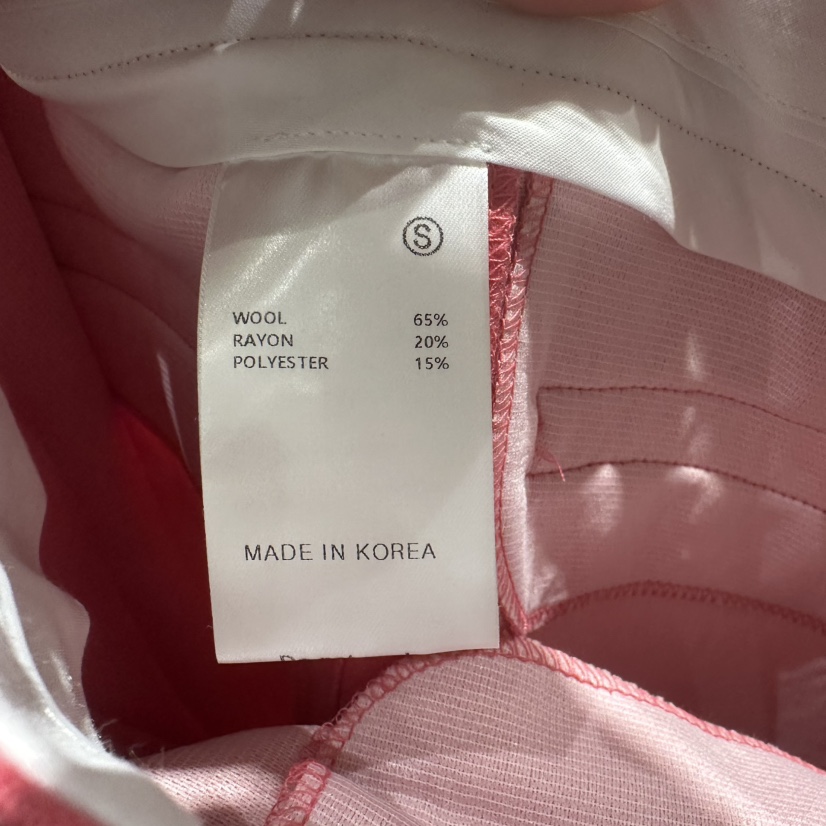 S
WOOL 65%
RAYON 20%
POLYESTER 15%
MADE IN KOREA